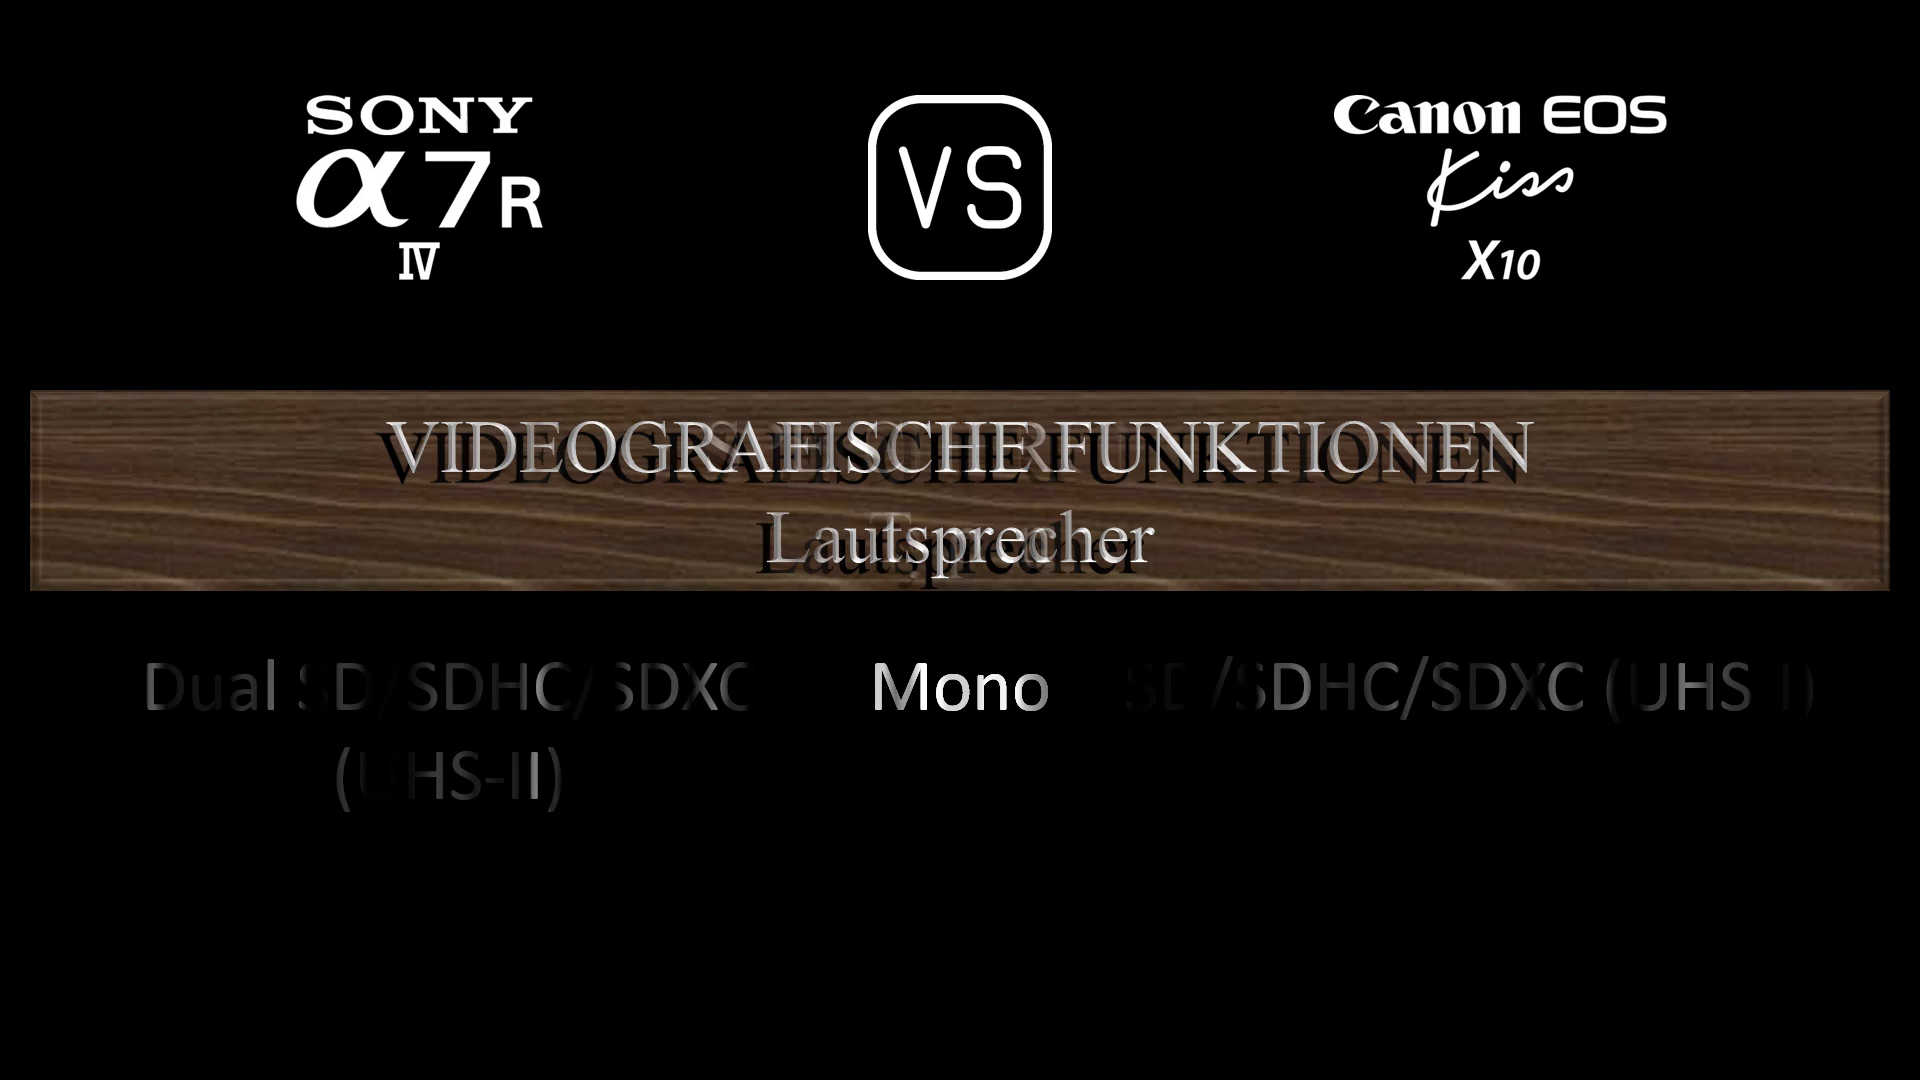 SONY
α7R
IV
VS
Canon EOS
Kiss
X10
VIDEOGRAFISCHE FUNKTIONEN
Lautsprecher
Dual SD/SDHC/SDXC
(UHS-II)
Mono
SD/SDHC/SDXC (UHS-I)